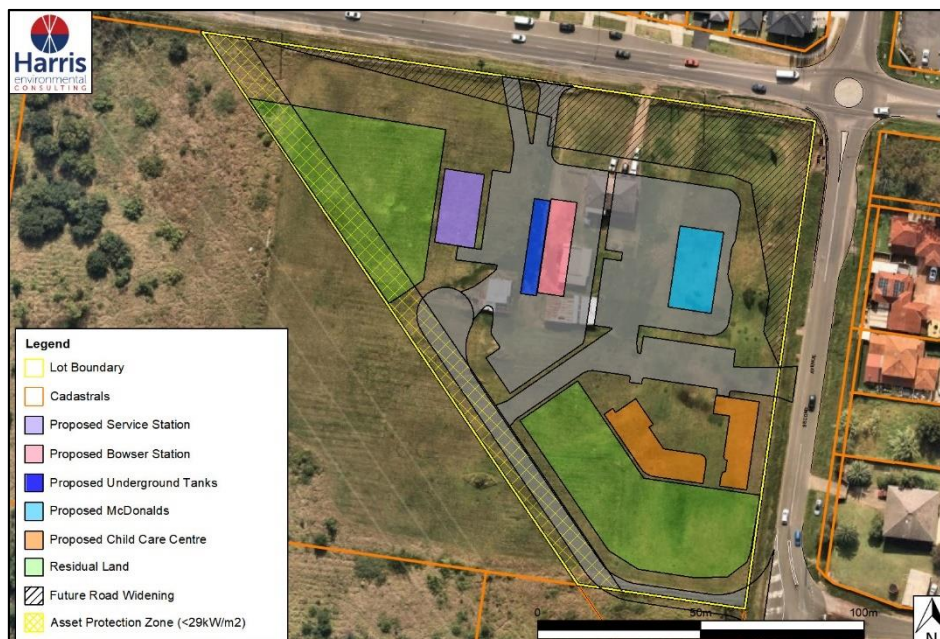 Harris
environmental
CONSULTING
Legend
Lot Boundary
Cadastrals
Proposed Service Station
Proposed Bowser Station
Proposed Underground Tanks
Proposed McDonalds
Proposed Child Care Centre
Residual Land
Future Road Widening
Asset Protection Zone (<29kW/m2)
0
50m
100m
N